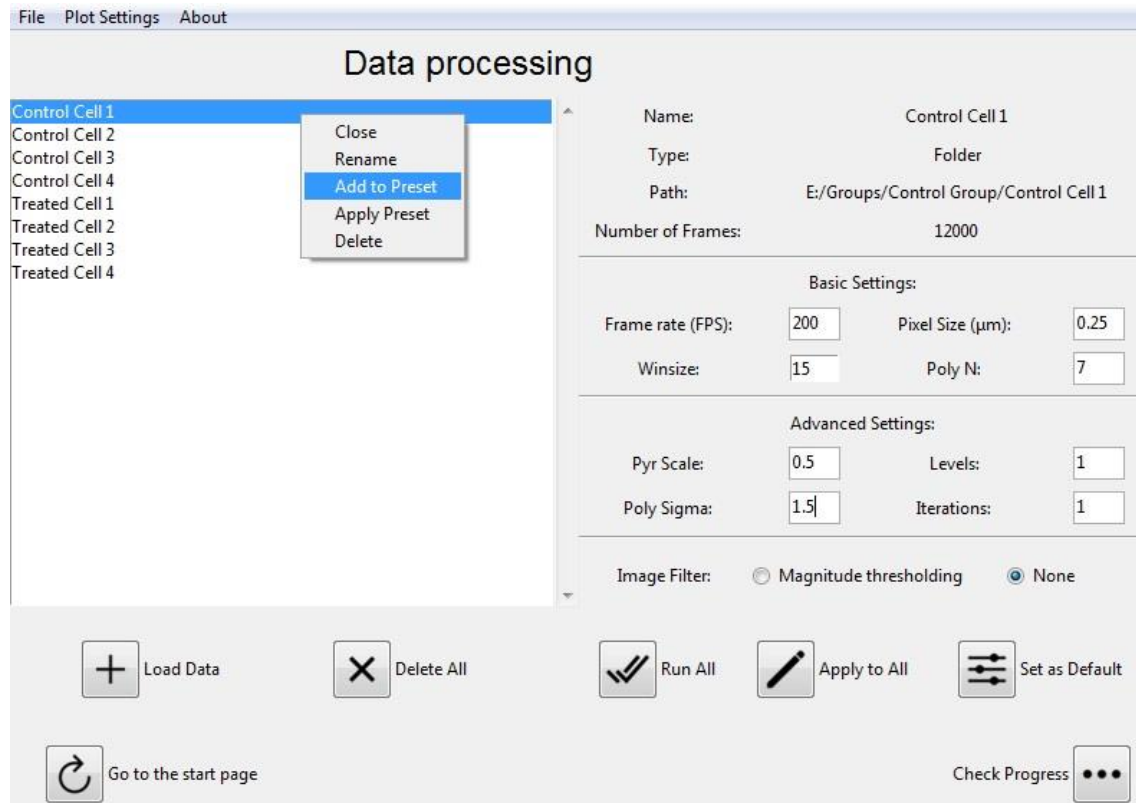 File Plot Settings About
Data processing
Control Cell 1
Control Cell 2
Control Cell 3
Control Cell 4
Treated Cell 1
Treated Cell 2
Treated Cell 3
Treated Cell 4
Close
Rename
Add to Preset
Apply Preset
Delete
Name: Control Cell 1
Type: Folder
Path: E:/Groups/Control Group/Control Cell 1
Number of Frames: 12000
Basic Settings:
Frame rate (FPS): 200 Pixel Size (μm): 0.25
Winsize: 15 Poly N: 7
Advanced Settings:
Pyr Scale: 0.5 Levels: 1
Poly Sigma: 1.5 Iterations: 1
Image Filter: Magnitude thresholding None
Load Data Delete All Run All Apply to All Set as Default
Go to the start page Check Progress